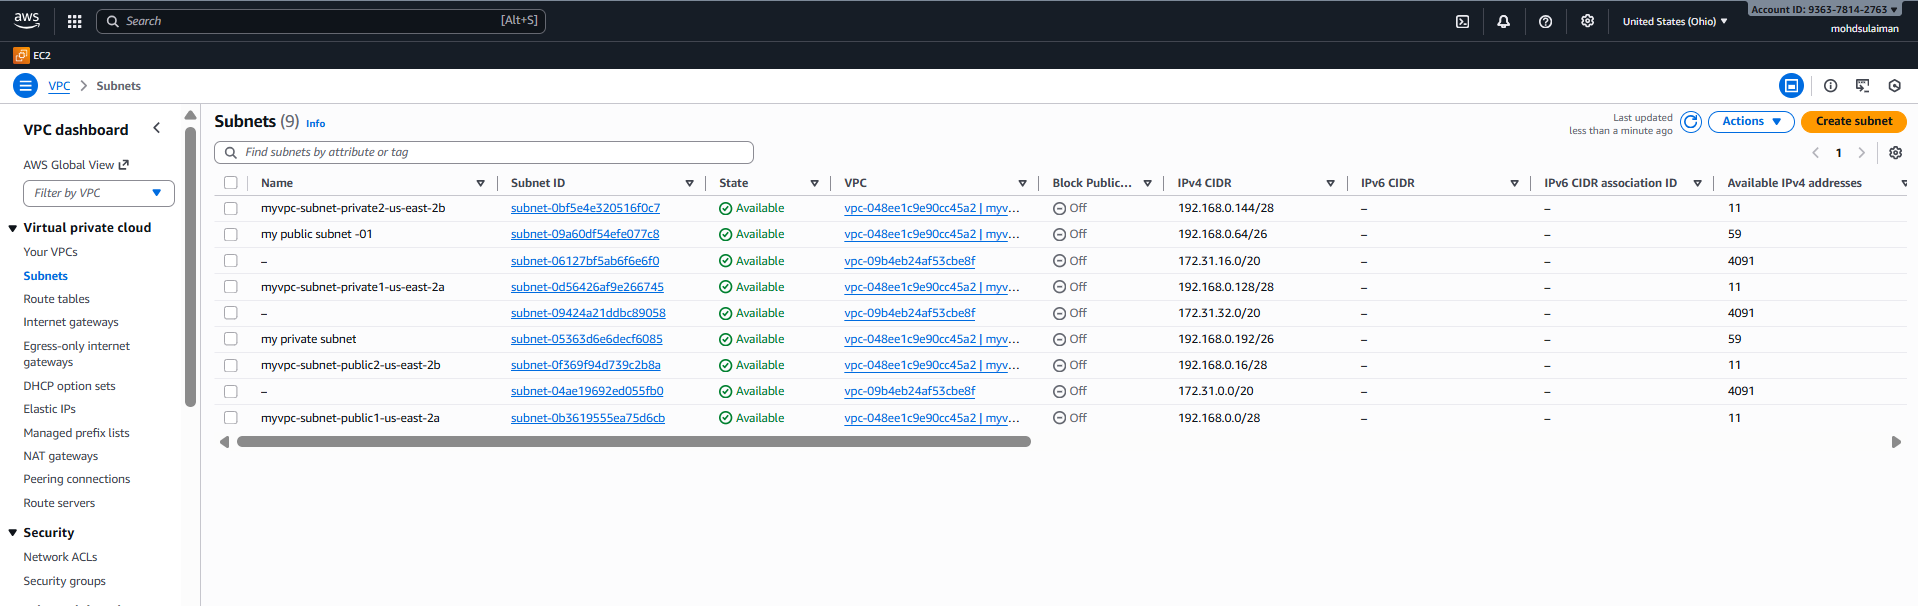 aws
Search [Alt+S]
United States (Ohio)
Account ID: 9363-7814-2763
mohdsulaiman
EC2
VPC Subnets
VPC dashboard
AWS Global View
Filter by VPC
Virtual private cloud
Your VPCs
Subnets
Route tables
Internet gateways
Egress-only internet
gateways
DHCP option sets
Elastic IPs
Managed prefix lists
NAT gateways
Peering connections
Route servers
Security
Network ACLs
Security groups
Subnets (9) Info
Last updated
less than a minute ago
Actions
Create subnet
Find subnets by attribute or tag
1
Name Subnet ID State VPC Block Public... IPv4 CIDR IPv6 CIDR IPv6 CIDR association ID Available IPv4 addresses
myvpc-subnet-private2-us-east-2b subnet-0bf5e4e320516f0c7 Available vpc-048ee1c9e90cc45a2 | myv... Off 192.168.0.144/28 – – 11
my public subnet -01 subnet-09a60df54efe077c8 Available vpc-048ee1c9e90cc45a2 | myv... Off 192.168.0.64/26 – – 59
– subnet-06127bf5ab6f6e6f0 Available vpc-09b4eb24af53cbe8f Off 172.31.16.0/20 – – 4091
myvpc-subnet-private1-us-east-2a subnet-0d56426af9e266745 Available vpc-048ee1c9e90cc45a2 | myv... Off 192.168.0.128/28 – – 11
– subnet-09424a21ddbc89058 Available vpc-09b4eb24af53cbe8f Off 172.31.32.0/20 – – 4091
my private subnet subnet-05363d6e6decf6085 Available vpc-048ee1c9e90cc45a2 | myv... Off 192.168.0.192/26 – – 59
myvpc-subnet-public2-us-east-2b subnet-0f369f94d739c2b8a Available vpc-048ee1c9e90cc45a2 | myv... Off 192.168.0.16/28 – – 11
– subnet-04ae19692ed055fb0 Available vpc-09b4eb24af53cbe8f Off 172.31.0.0/20 – – 4091
myvpc-subnet-public1-us-east-2a subnet-0b3619555ea75d6cb Available vpc-048ee1c9e90cc45a2 | myv... Off 192.168.0.0/28 – – 11